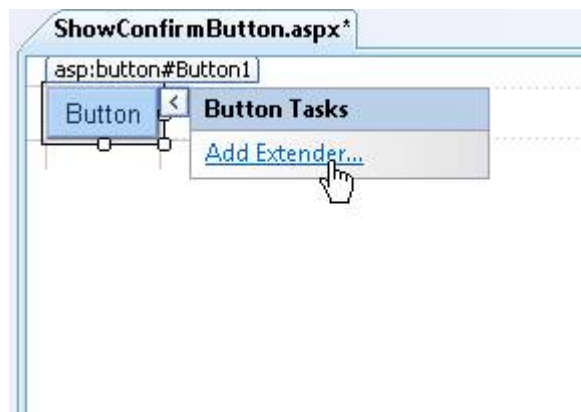 ShowConfirmButton.aspx*
asp:button#Button1
Button
<
Button Tasks
Add Extender...